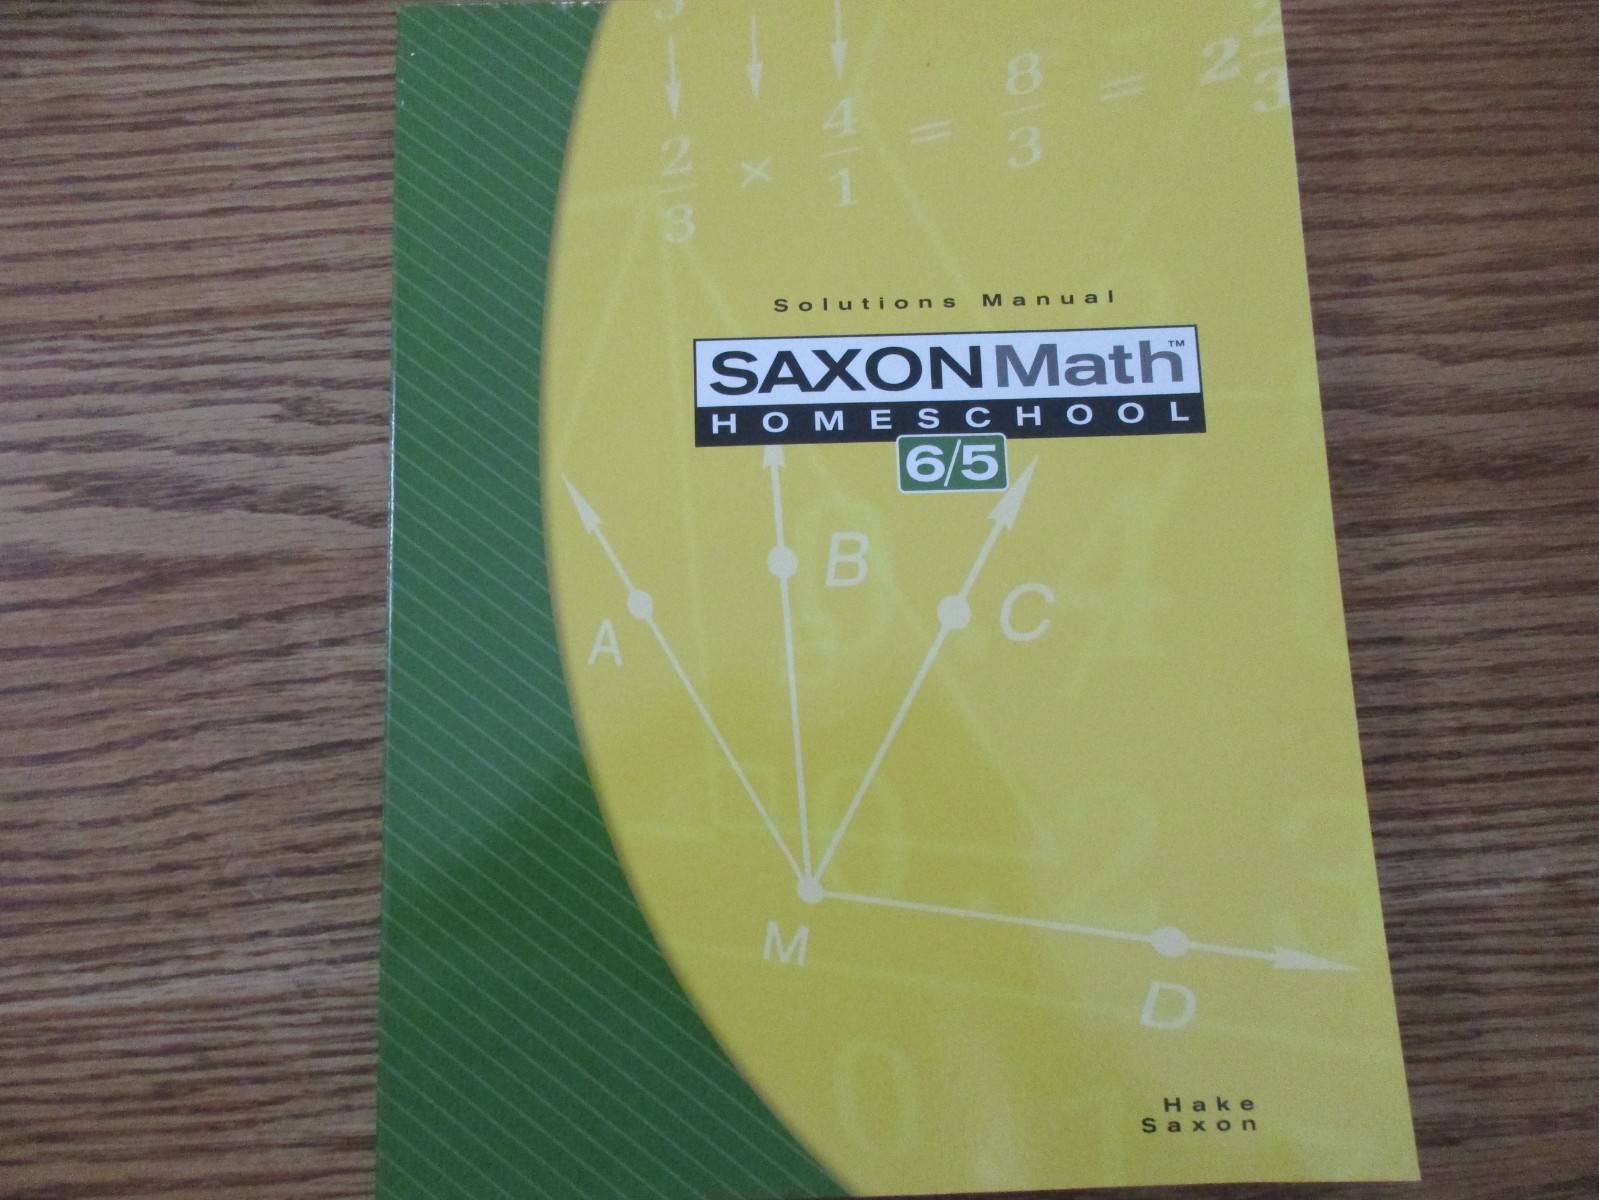 2/3 × 4/1 = 8/3 = 2 2/3
Solutions Manual
SAXON Math™
HOMESCHOOL
6/5
B
C
A
M
D
Hake
Saxon